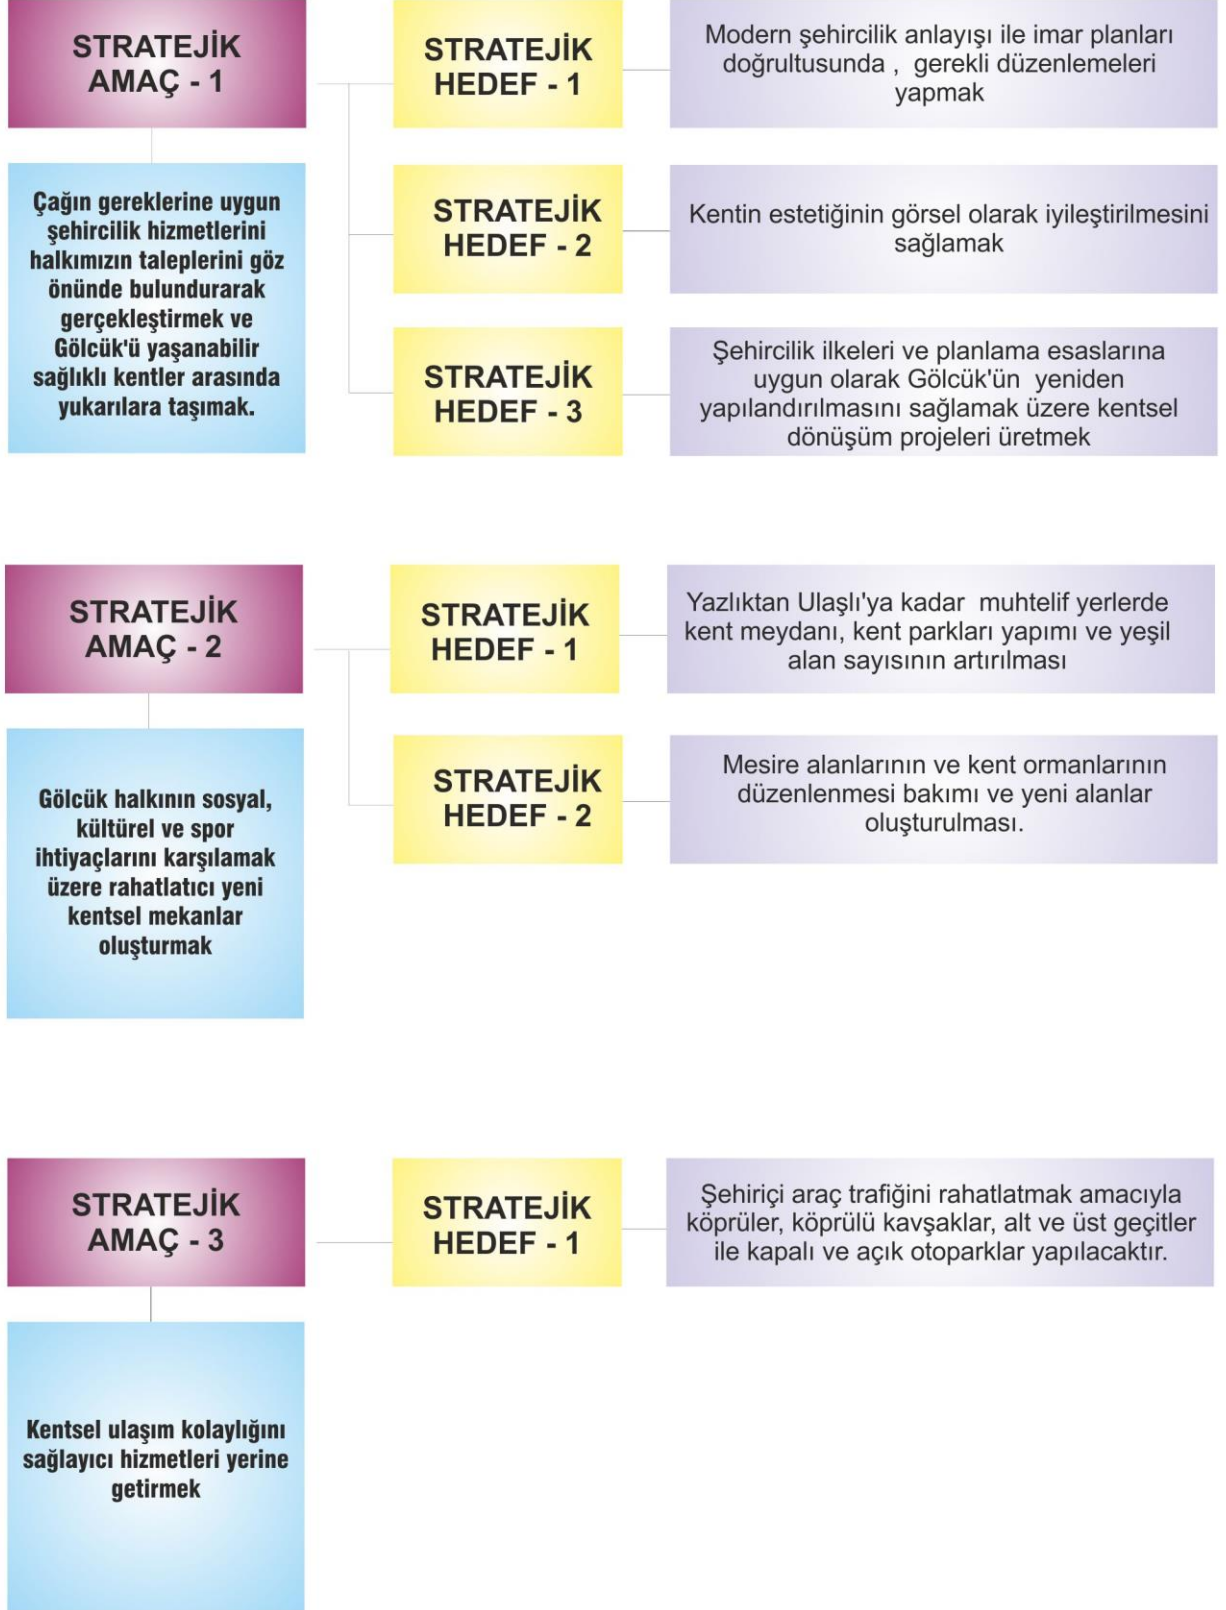 STRATEJİK
AMAÇ - 1
Çağın gereklerine uygun
şehircilik hizmetlerini
halkımızın taleplerini göz
önünde bulundurarak
gerçekleştirmek ve
Gölcük'ü yaşanabilir
sağlıklı kentler arasında
yukarılara taşımak.
STRATEJİK
HEDEF - 1
Modern şehircilik anlayışı ile imar planları
doğrultusunda ,  gerekli düzenlemeleri
yapmak
STRATEJİK
HEDEF - 2
Kentin estetiğinin görsel olarak iyileştirilmesini
sağlamak
STRATEJİK
HEDEF - 3
Şehircilik ilkeleri ve planlama esaslarına
uygun olarak Gölcük'ün  yeniden
yapılandırılmasını sağlamak üzere kentsel
dönüşüm projeleri üretmek
STRATEJİK
AMAÇ - 2
Gölcük halkının sosyal,
kültürel ve spor
ihtiyaçlarını karşılamak
üzere rahatlatıcı yeni
kentsel mekanlar
oluşturmak
STRATEJİK
HEDEF - 1
Yazlıktan Ulaşlı'ya kadar  muhtelif yerlerde
kent meydanı, kent parkları yapımı ve yeşil
alan sayısının artırılması
STRATEJİK
HEDEF - 2
Mesire alanlarının ve kent ormanlarının
düzenlenmesi bakımı ve yeni alanlar
oluşturulması.
STRATEJİK
AMAÇ - 3
Kentsel ulaşım kolaylığını
sağlayıcı hizmetleri yerine
getirmek
STRATEJİK
HEDEF - 1
Şehiriçi araç trafiğini rahatlatmak amacıyla
köprüler, köprülü kavşaklar, alt ve üst geçitler
ile kapalı ve açık otoparklar yapılacaktır.